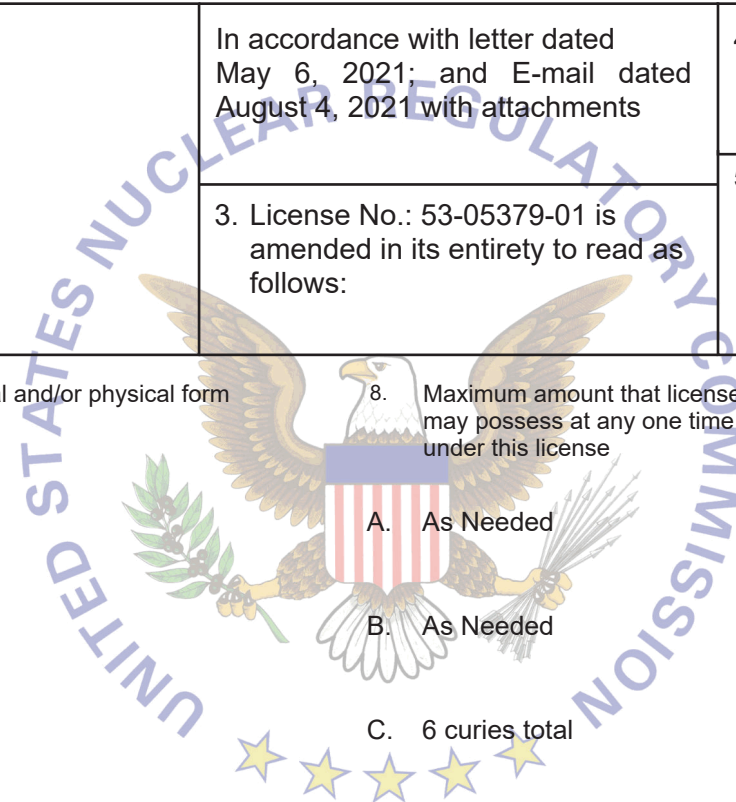 In accordance with letter dated
May 6, 2021; and E-mail dated
August 4, 2021 with attachments
3. License No.: 53-05379-01 is
amended in its entirety to read as
follows:
and/or physical form
8. Maximum amount that license
may possess at any one time
under this license
A. As Needed
B. As Needed
C. 6 curies total
UNITED STATES NUCLEAR REGULATORY COMMISSION